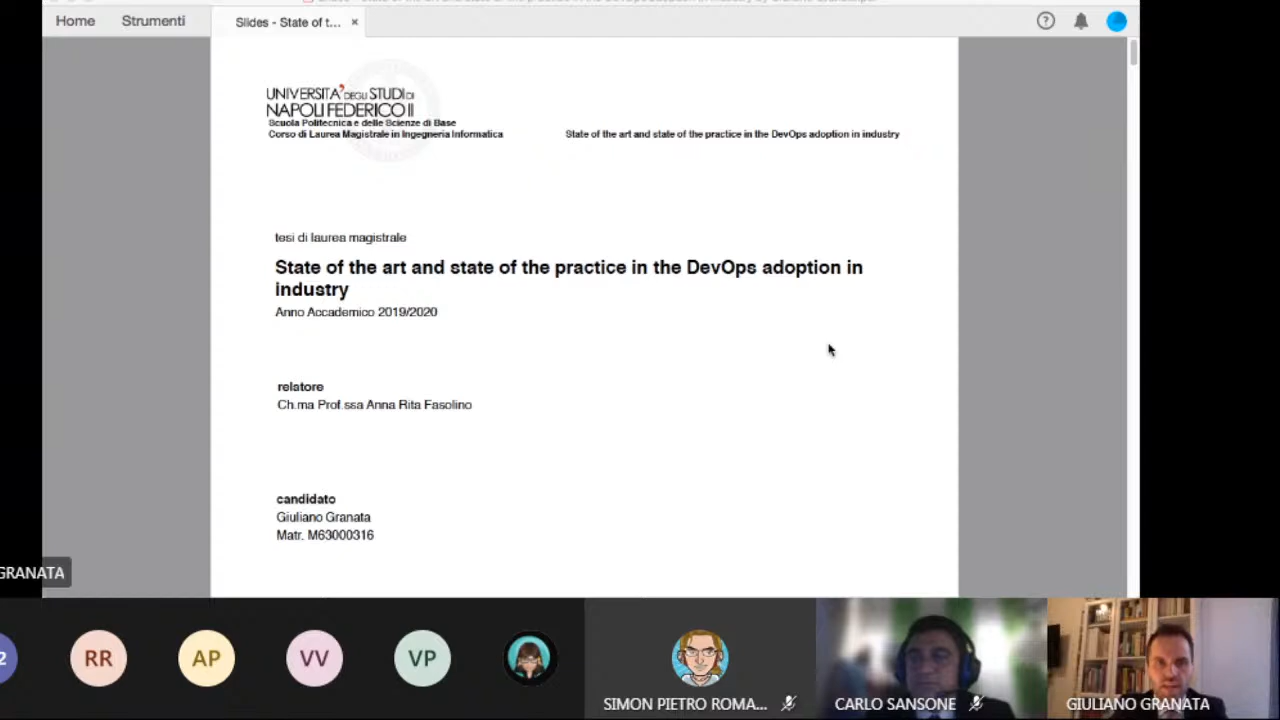 Home Strumenti Slides - State of t... ×
UNIVERSITA' DEGLI STUDI DI
NAPOLI FEDERICO II
Scuola Politecnica e delle Scienze di Base
Corso di Laurea Magistrale in Ingegneria Informatica
State of the art and state of the practice in the DevOps adoption in industry
tesi di laurea magistrale
State of the art and state of the practice in the DevOps adoption in
industry
Anno Accademico 2019/2020
relatore
Ch.ma Prof.ssa Anna Rita Fasolino
candidato
Giuliano Granata
Matr. M63000316
GRANATA
2 RR AP VV VP
SIMON PIETRO ROMA... CARLO SANSONE GIULIANO GRANATA